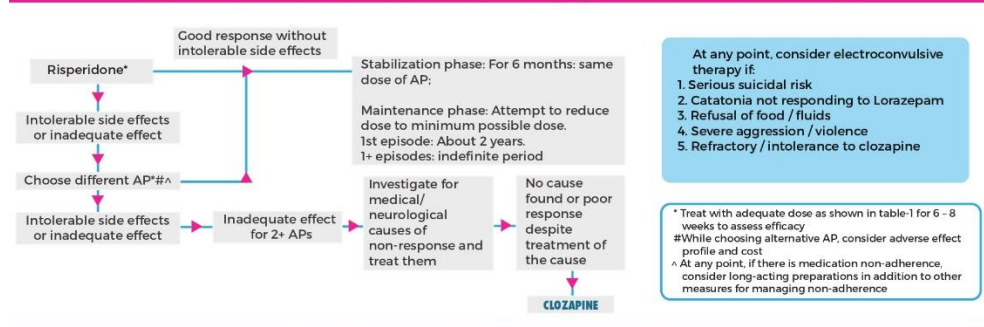 Good response without
intolerable side effects
Risperidone*
Stabilization phase: For 6 months: same
dose of AP;
Maintenance phase: Attempt to reduce
dose to minimum possible dose.
1st episode: About 2 years.
1+ episodes: indefinite period
Intolerable side effects
or inadequate effect
Choose different AP*#^
Intolerable side effects
or inadequate effect
Inadequate effect
for 2+ APs
Investigate for
medical/
neurological
causes of
non-response and
treat them
No cause
found or poor
response
despite
treatment of
the cause
CLOZAPINE
At any point, consider electroconvulsive
therapy if:
1. Serious suicidal risk
2. Catatonia not responding to Lorazepam
3. Refusal of food / fluids
4. Severe aggression / violence
5. Refractory / intolerance to clozapine
* Treat with adequate dose as shown in table-1 for 6 – 8
weeks to assess efficacy
#While choosing alternative AP, consider adverse effect
profile and cost
^ At any point, if there is medication non-adherence,
consider long-acting preparations in addition to other
measures for managing non-adherence